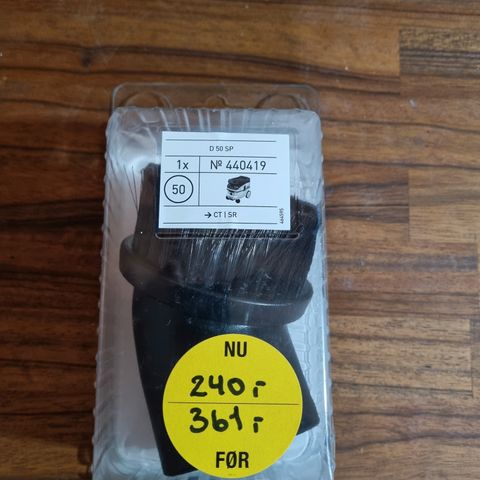 D 50 SP
1x
№ 440419
50
→ CT | SR
NU
240,-
361,-
FØR